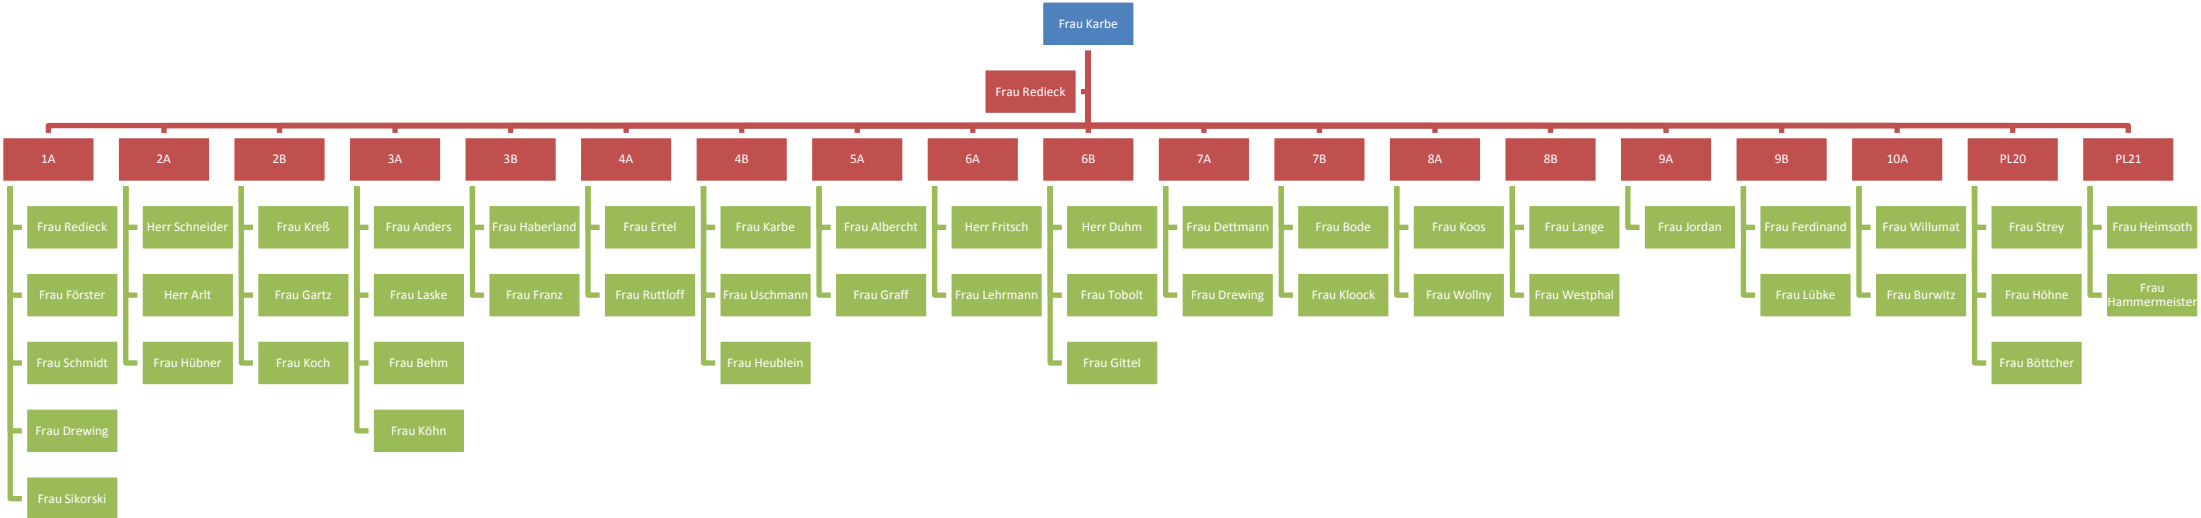 Frau Karbe
Frau Redieck
1A
2A
2B
3A
3B
4A
4B
5A
6A
6B
7A
7B
8A
8B
9A
9B
10A
PL20
PL21
Frau Redieck
Herr Schneider
Frau Kreß
Frau Anders
Frau Haberland
Frau Ertel
Frau Karbe
Frau Albercht
Herr Fritsch
Herr Duhm
Frau Dettmann
Frau Bode
Frau Koos
Frau Lange
Frau Jordan
Frau Ferdinand
Frau Willumat
Frau Strey
Frau Heimsoth
Frau Förster
Herr Arlt
Frau Gartz
Frau Laske
Frau Franz
Frau Ruttloff
Frau Uschmann
Frau Graff
Frau Lehrmann
Frau Tobolt
Frau Drewing
Frau Kloock
Frau Wollny
Frau Westphal
Frau Lübke
Frau Burwitz
Frau Höhne
Frau
Hammermeister
Frau Schmidt
Frau Hübner
Frau Koch
Frau Behm
Frau Heublein
Frau Gittel
Frau Böttcher
Frau Drewing
Frau Köhn
Frau Sikorski